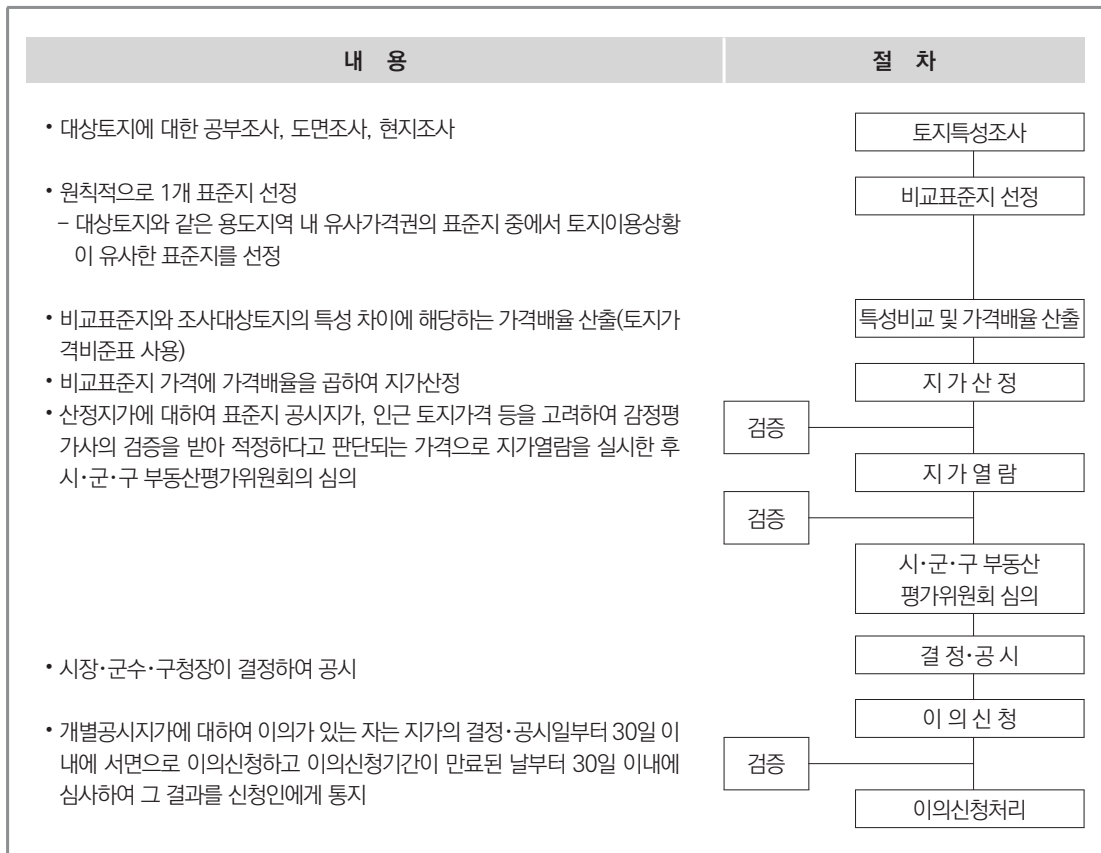 내 용
절 차
• 대상토지에 대한 공부조사, 도면조사, 현지조사
토지특성조사
• 원칙적으로 1개 표준지 선정
비교표준지 선정
– 대상토지와 같은 용도지역 내 유사가격권의 표준지 중에서 토지이용상황
이 유사한 표준지를 선정
• 비교표준지와 조사대상토지의 특성 차이에 해당하는 가격배율 산출(토지가
격비준표 사용)
특성비교 및 가격배율 산출
• 비교표준지 가격에 가격배율을 곱하여 지가산정
지 가 산 정
• 산정지가에 대하여 표준지 공시지가, 인근 토지가격 등을 고려하여 감정평
가사의 검증을 받아 적정하다고 판단되는 가격으로 지가열람을 실시한 후
시·군·구 부동산평가위원회의 심의
검증
지 가 열 람
검증
시·군·구 부동산
평가위원회 심의
• 시장·군수·구청장이 결정하여 공시
결 정·공 시
• 개별공시지가에 대하여 이의가 있는 자는 지가의 결정·공시일부터 30일 이
내에 서면으로 이의신청하고 이의신청기간이 만료된 날부터 30일 이내에
심사하여 그 결과를 신청인에게 통지
이 의 신 청
검증
이의신청처리